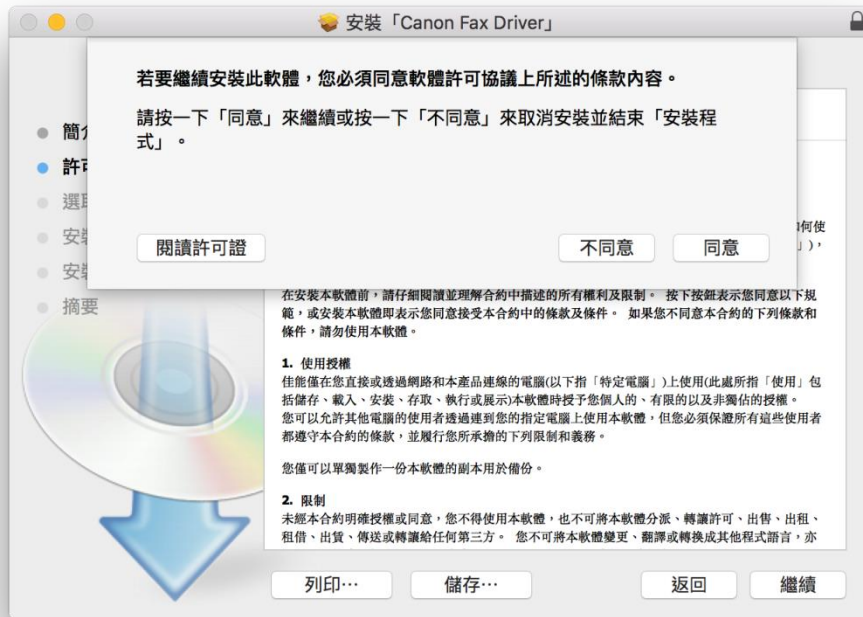 安裝「Canon Fax Driver」
若要繼續安裝此軟體，您必須同意軟體許可協議上所述的條款內容。
請按一下「同意」來繼續或按一下「不同意」來取消安裝並結束「安裝程
式」。
閱讀許可證
不同意
同意
簡
許
選
安
安
摘要
何使
」)，
在安裝本軟體前，請仔細閱讀並理解合約中描述的所有權利及限制。 按下按鈕表示您同意以下規
範，或安裝本軟體即表示您同意接受本合約中的條款及條件。 如果您不同意本合約的下列條款和
條件，請勿使用本軟體。
1. 使用授權
佳能僅在您直接或透過網路和本產品連線的電腦(以下指「特定電腦」)上使用(此處所指「使用」包
括儲存、載入、安裝、存取、執行或展示)本軟體時授予您個人的、有限的以及非獨佔的授權。
您可以允許其他電腦的使用者透過連到您的指定電腦上使用本軟體，但您必須保證所有這些使用者
都遵守本合約的條款，並履行您所承擔的下列限制和義務。
您僅可以單獨製作一份本軟體的副本用於備份。
2. 限制
未經本合約明確授權或同意，您不得使用本軟體，也不可將本軟體分派、轉讓許可、出售、出租、
租借、出貨、傳送或轉讓給任何第三方。 您不可將本軟體變更、翻譯或轉換成其他程式語言，亦
列印⋯
儲存⋯
返回
繼續